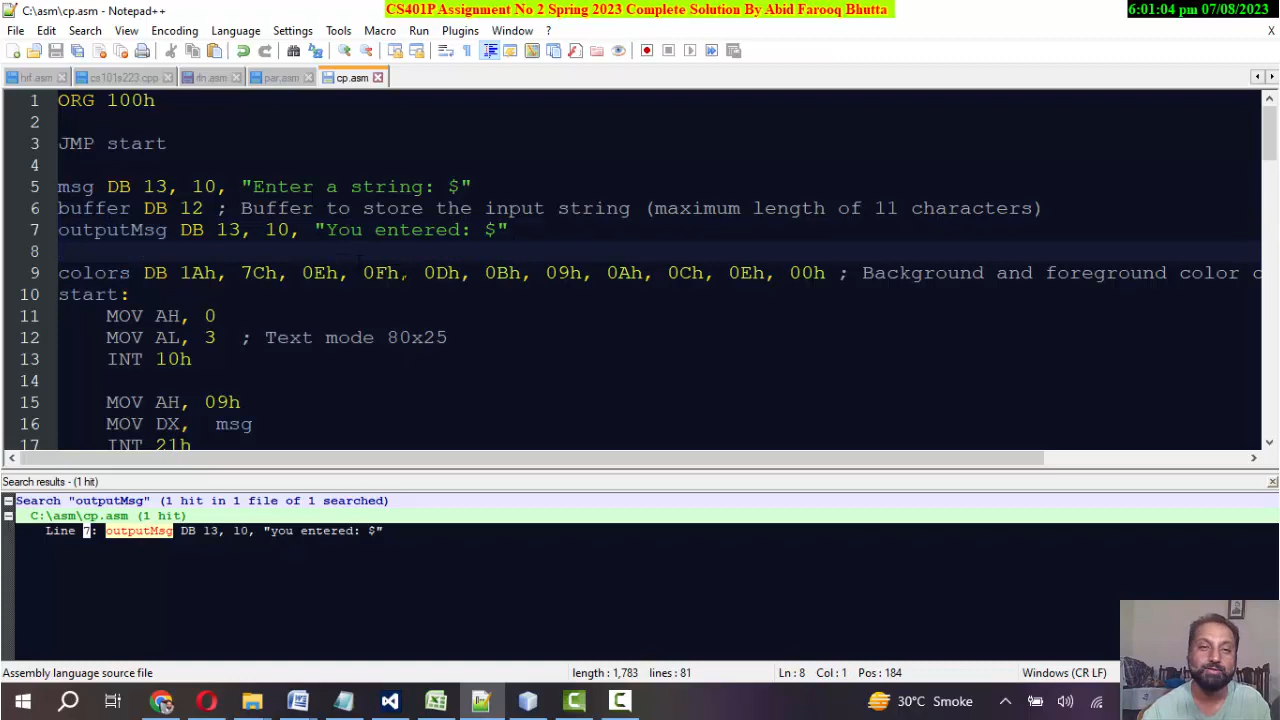 C:\asm\cp.asm - Notepad++
CS401P Assignment No 2 Spring 2023 Complete Solution By Abid Farooq Bhutta
6:01:04 pm 07/08/2023
File Edit Search View Encoding Language Settings Tools Macro Run Plugins Window ? X
hrf.asm cs101s223.cpp rln.asm par.asm cp.asm
1 ORG 100h
2
3 JMP start
4
5 msg DB 13, 10, "Enter a string: $"
6 buffer DB 12 ; Buffer to store the input string (maximum length of 11 characters)
7 outputMsg DB 13, 10, "You entered: $"
8
9 colors DB 1Ah, 7Ch, 0Eh, 0Fh, 0Dh, 0Bh, 09h, 0Ah, 0Ch, 0Eh, 00h ; Background and foreground color c
10 start:
11 MOV AH, 0
12 MOV AL, 3 ; Text mode 80x25
13 INT 10h
14
15 MOV AH, 09h
16 MOV DX, msg
17 INT 21h
Search results - (1 hit)
Search "outputMsg" (1 hit in 1 file of 1 searched)
C:\asm\cp.asm (1 hit)
Line 7: outputMsg DB 13, 10, "you entered: $"
Assembly language source file length : 1,783 lines : 81 Ln : 8 Col : 1 Pos : 184 Windows (CR LF)
30°C Smoke